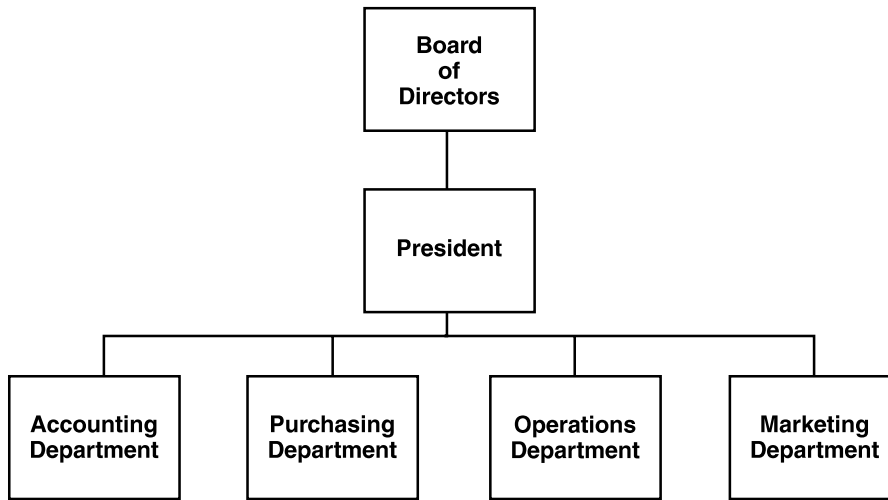 Board
of
Directors
President
Accounting
Department
Purchasing
Department
Operations
Department
Marketing
Department